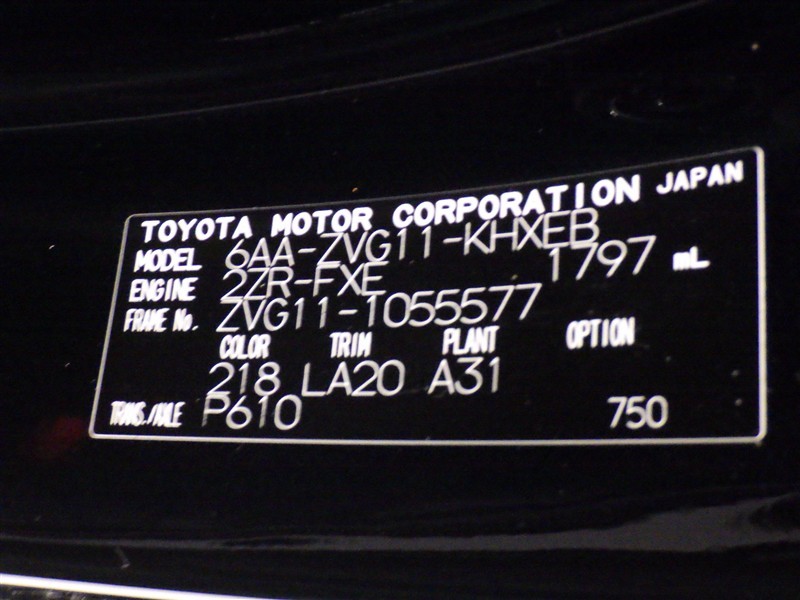 TOYOTA MOTOR CORPORATION JAPAN
MODEL 6AA-ZVG11-KHXEB
ENGINE 2ZR-FXE 1797 mL
FRAME No. ZVG11-1055577
COLOR TRIM PLANT OPTION
218 LA20 A31
TRANS./AXLE P610 750